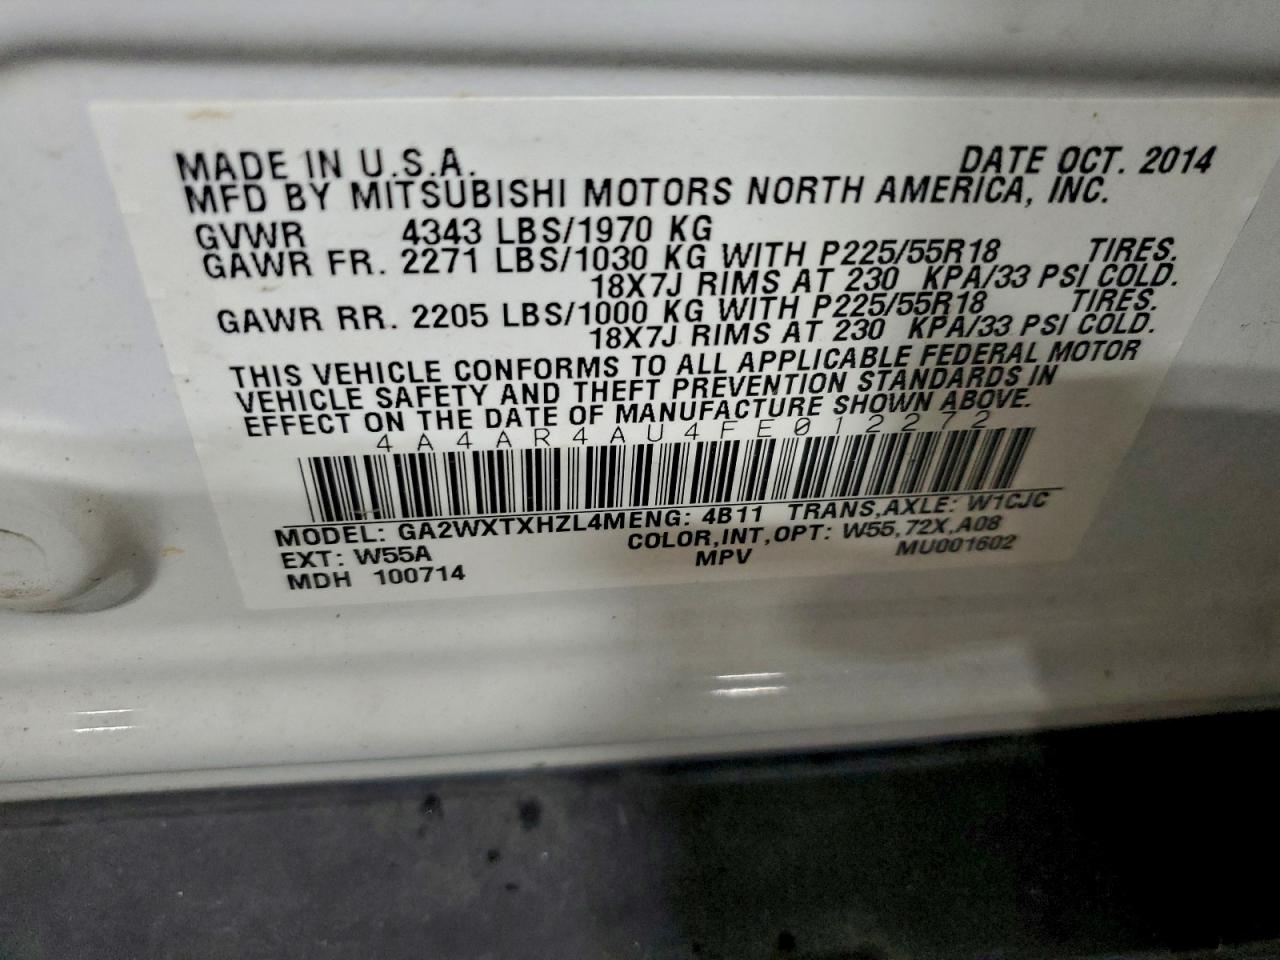 MADE IN U.S.A. DATE OCT. 2014
MFD BY MITSUBISHI MOTORS NORTH AMERICA, INC.
GVWR 4343 LBS/1970 KG
GAWR FR. 2271 LBS/1030 KG WITH P225/55R18 TIRES.
18X7J RIMS AT 230 KPA/33 PSI COLD.
GAWR RR. 2205 LBS/1000 KG WITH P225/55R18 TIRES.
18X7J RIMS AT 230 KPA/33 PSI COLD.
THIS VEHICLE CONFORMS TO ALL APPLICABLE FEDERAL MOTOR
VEHICLE SAFETY AND THEFT PREVENTION STANDARDS IN
EFFECT ON THE DATE OF MANUFACTURE SHOWN ABOVE.
4A4AR4AU4FE012272
MODEL: GA2WXTXHZL4MENG: 4B11 TRANS,AXLE: W1CJC
EXT: W55A COLOR,INT,OPT: W55,72X,A08
MDH 100714 MPV MU001602